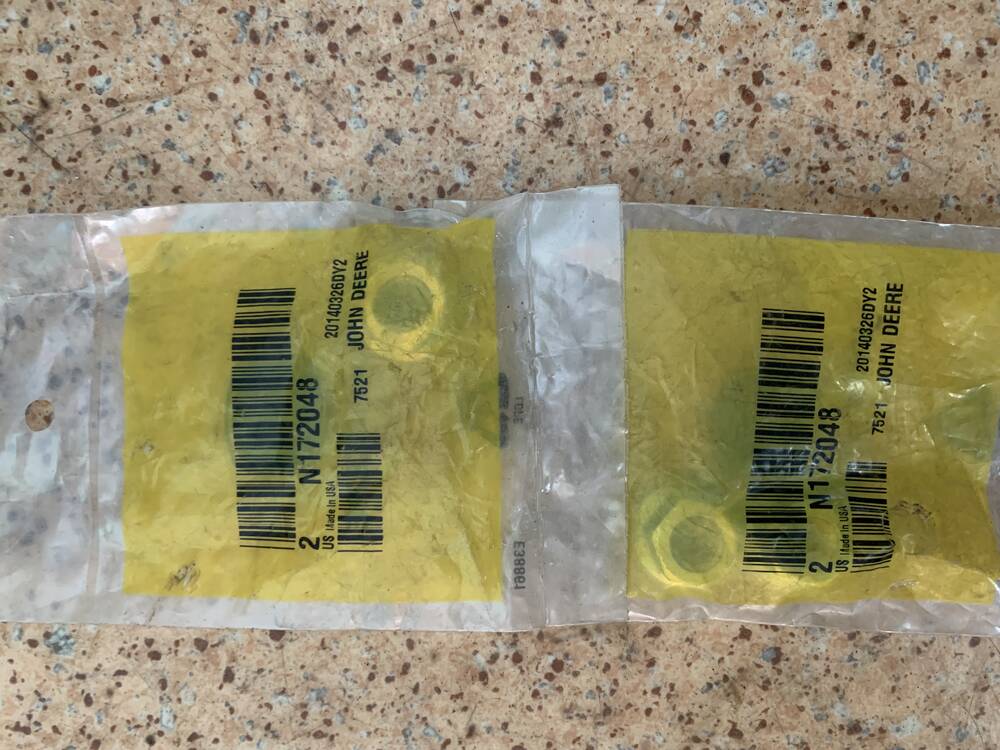 N172048
2
US Made In USA
20140326DY2
7521 JOHN DEERE
E38861
N172048
2
US Made In USA
20140326DY2
7521 JOHN DEERE